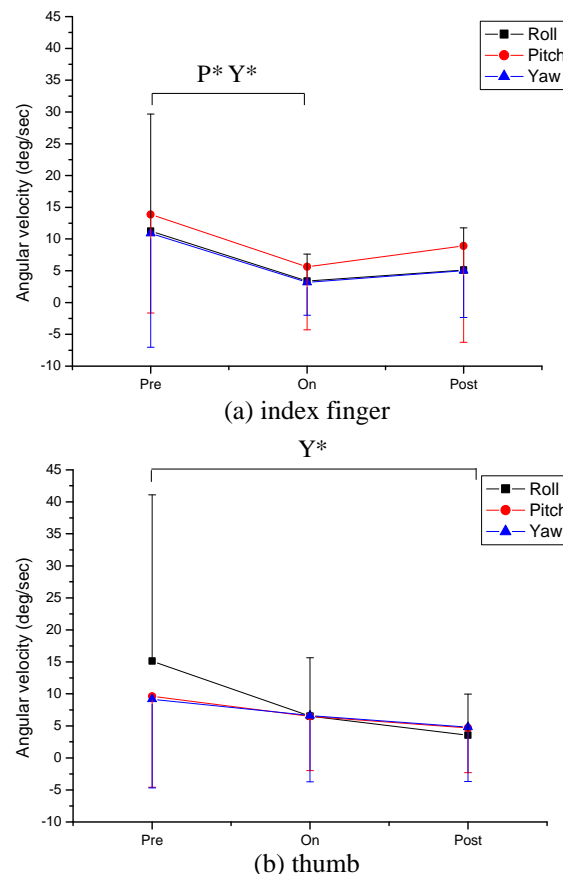 45
40
35
30
25
20
15
10
5
0
-5
-10
Angular velocity (deg/sec)
Roll
Pitch
Yaw
P* Y*
Pre
On
Post
(a) index finger
Y*
45
40
35
30
25
20
15
10
5
0
-5
-10
Angular velocity (deg/sec)
Roll
Pitch
Yaw
Pre
On
Post
(b) thumb